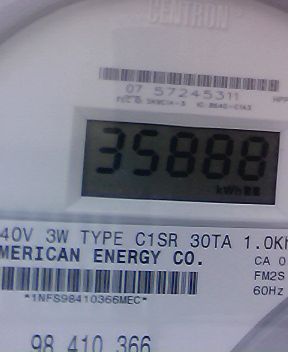 CENTRON
07 57245311
35888
kWh
40V 3W TYPE C1SR 30TA 1.0Kh
MERICAN ENERGY CO.
CA 0
FM2S
60Hz
*1NFS98410366MEC*
98 410 366